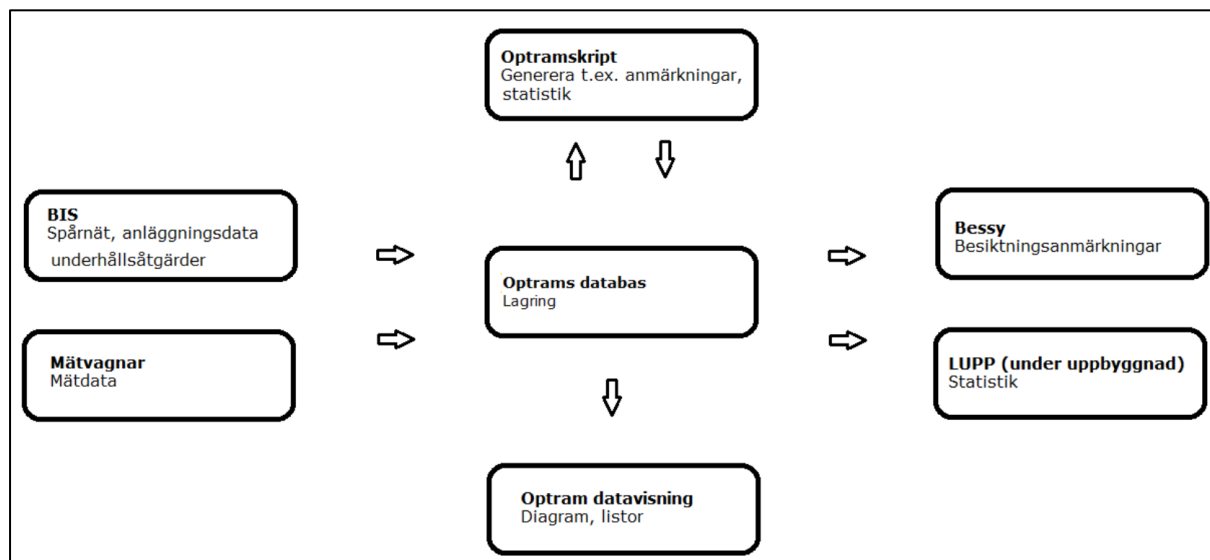 Optramskript
Generera t.ex. anmärkningar,
statistik
BIS
Spårnät, anläggningsdata
underhållsåtgärder
Bessy
Besiktningsanmärkningar
Optrams databas
Lagring
Mätvagnar
Mätdata
LUPP (under uppbyggnad)
Statistik
Optram datavisning
Diagram, listor